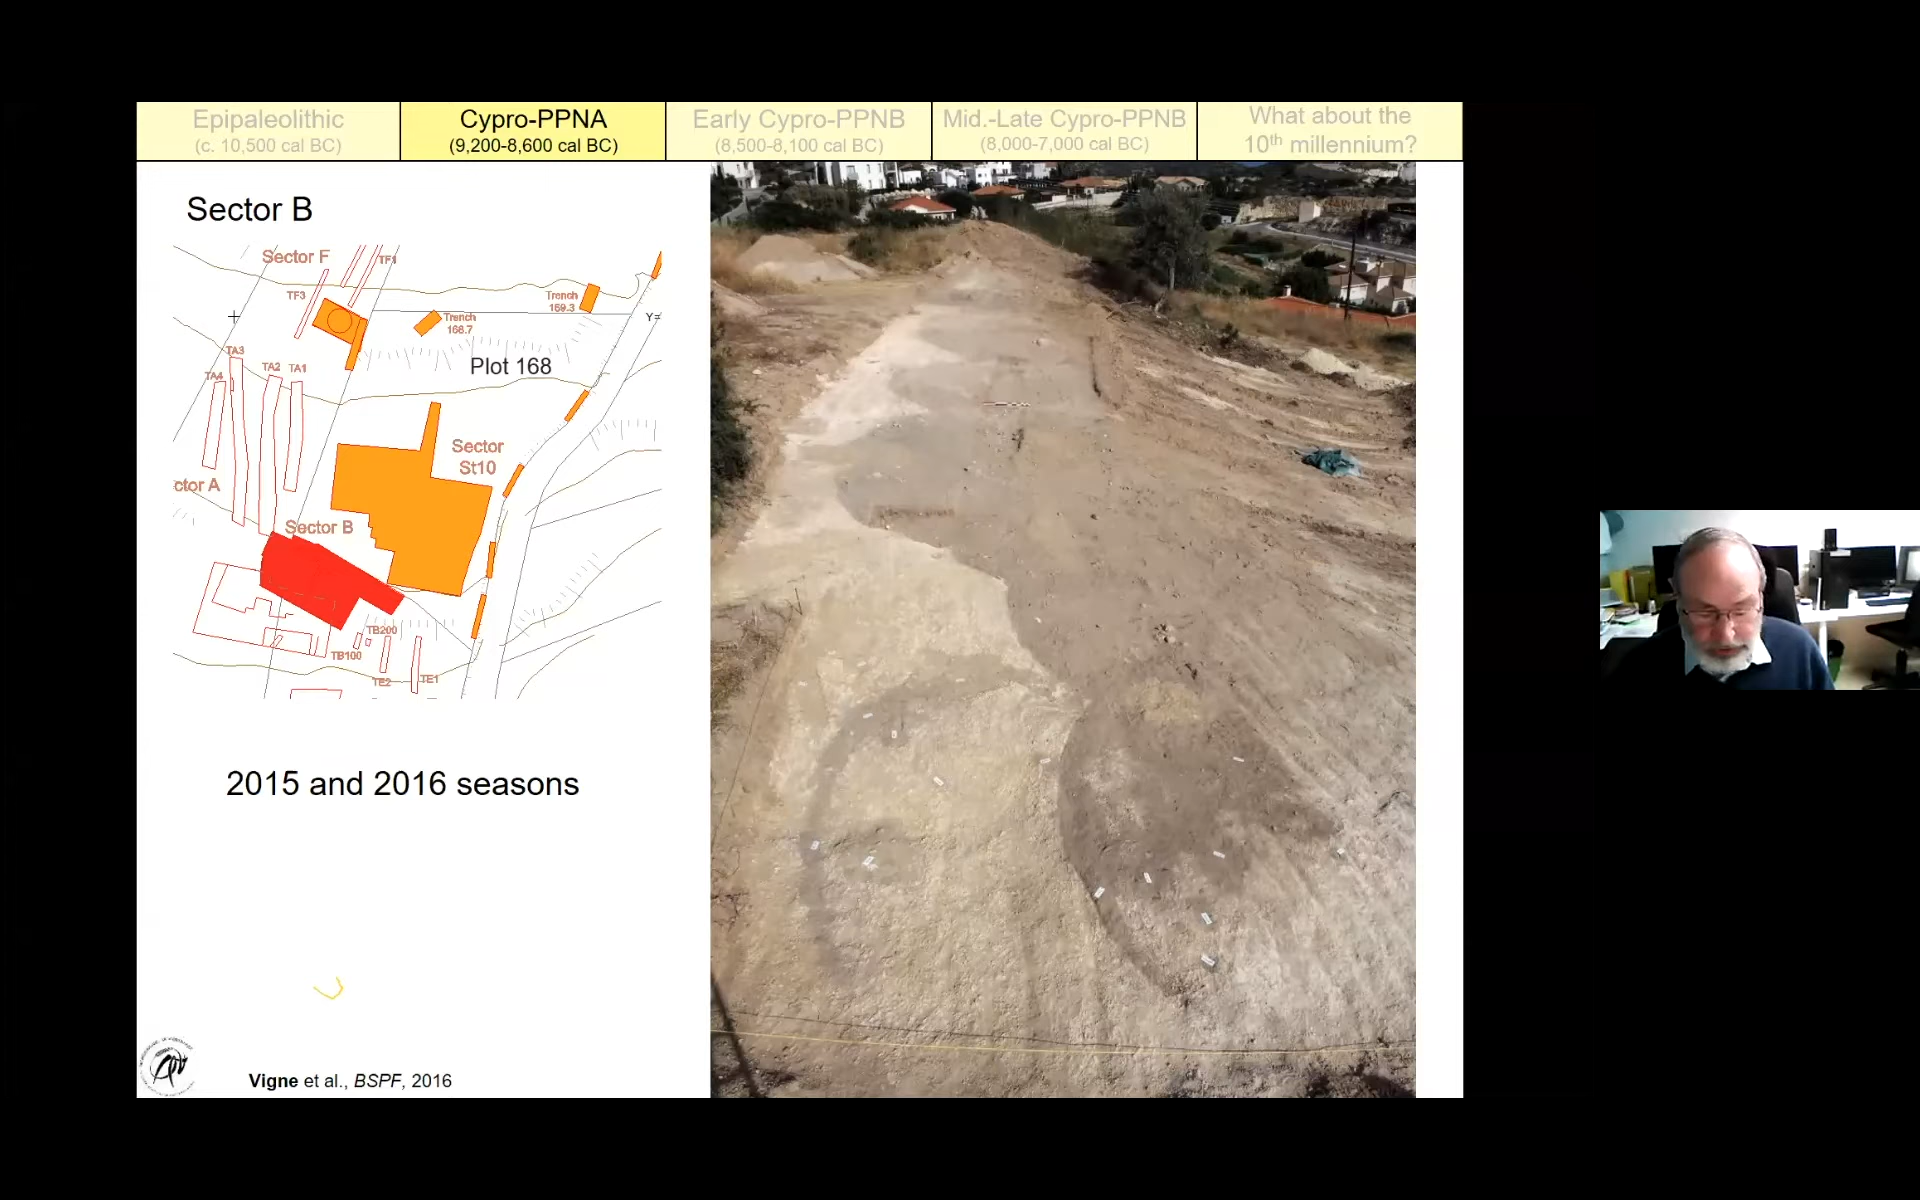 Epipaleolithic
(c. 10,500 cal BC)
Cypro-PPNA
(9,200-8,600 cal BC)
Early Cypro-PPNB
(8,500-8,100 cal BC)
Mid.-Late Cypro-PPNB
(8,000-7,000 cal BC)
What about the
10th millennium?
Sector B
Sector F
TF1
TF3
Trench
159.3
Trench
168.7
Y=
Plot 168
TA3
TA2
TA1
TA4
Sector
St10
ctor A
Sector B
TB200
TB100
TE2
TE1
2015 and 2016 seasons
Vigne et al., BSPF, 2016